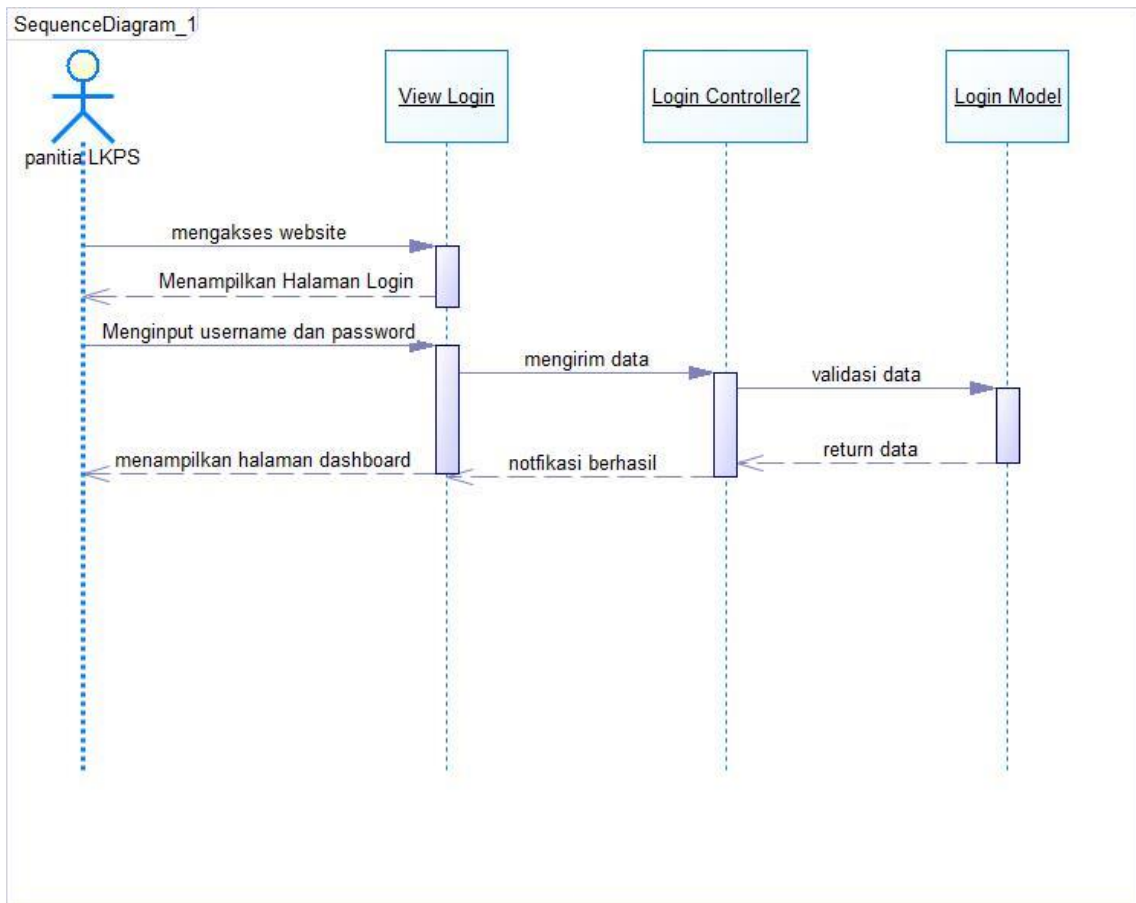 SequenceDiagram_1
View Login
Login Controller2
Login Model
panitia LKPS
mengakses website
Menampilkan Halaman Login
Menginput username dan password
mengirim data
validasi data
return data
notfikasi berhasil
menampilkan halaman dashboard